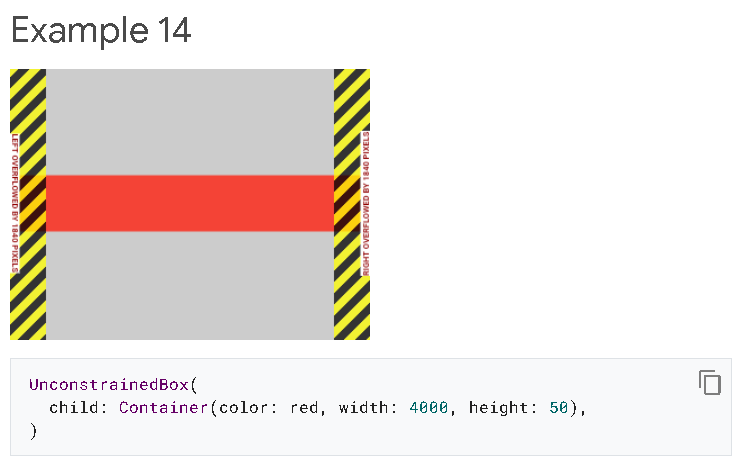 Example 14
LEFT OVERFLOWED BY 1840 PIXELS
RIGHT OVERFLOWED BY 1840 PIXELS
UnconstrainedBox(
  child: Container(color: red, width: 4000, height: 50),
)